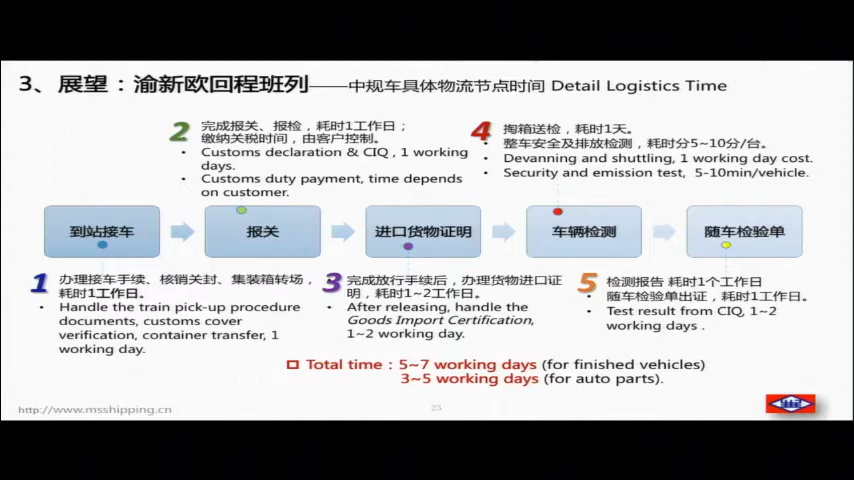 3、展望：渝新欧回程班列——中规车具体物流节点时间 Detail Logistics Time
2
完成报关、报检，耗时1工作日；
缴纳关税时间，由客户控制。
• Customs declaration & CIQ , 1 working
days.
• Customs duty payment, time depends
on customer.
4
掏箱送检，耗时1天。
• 整车安全及排放检测，耗时分5~10分/台。
• Devanning and shuttling, 1 working day cost.
• Security and emission test, 5-10min/vehicle.
到站接车
报关
进口货物证明
车辆检测
随车检验单
1
办理接车手续、核销关封、集装箱转场，
耗时1工作日。
• Handle the train pick-up procedure
documents, customs cover
verification, container transfer, 1
working day.
3
完成放行手续后，办理货物进口证
明，耗时1~2工作日。
• After releasing, handle the
Goods Import Certification,
1~2 working day.
5
检测报告 耗时1个工作日
• 随车检验单出证，耗时1工作日。
• Test result from CIQ, 1~2
working days .
Total time：5~7 working days (for finished vehicles)
3~5 working days (for auto parts).
http://www.msshipping.cn
23